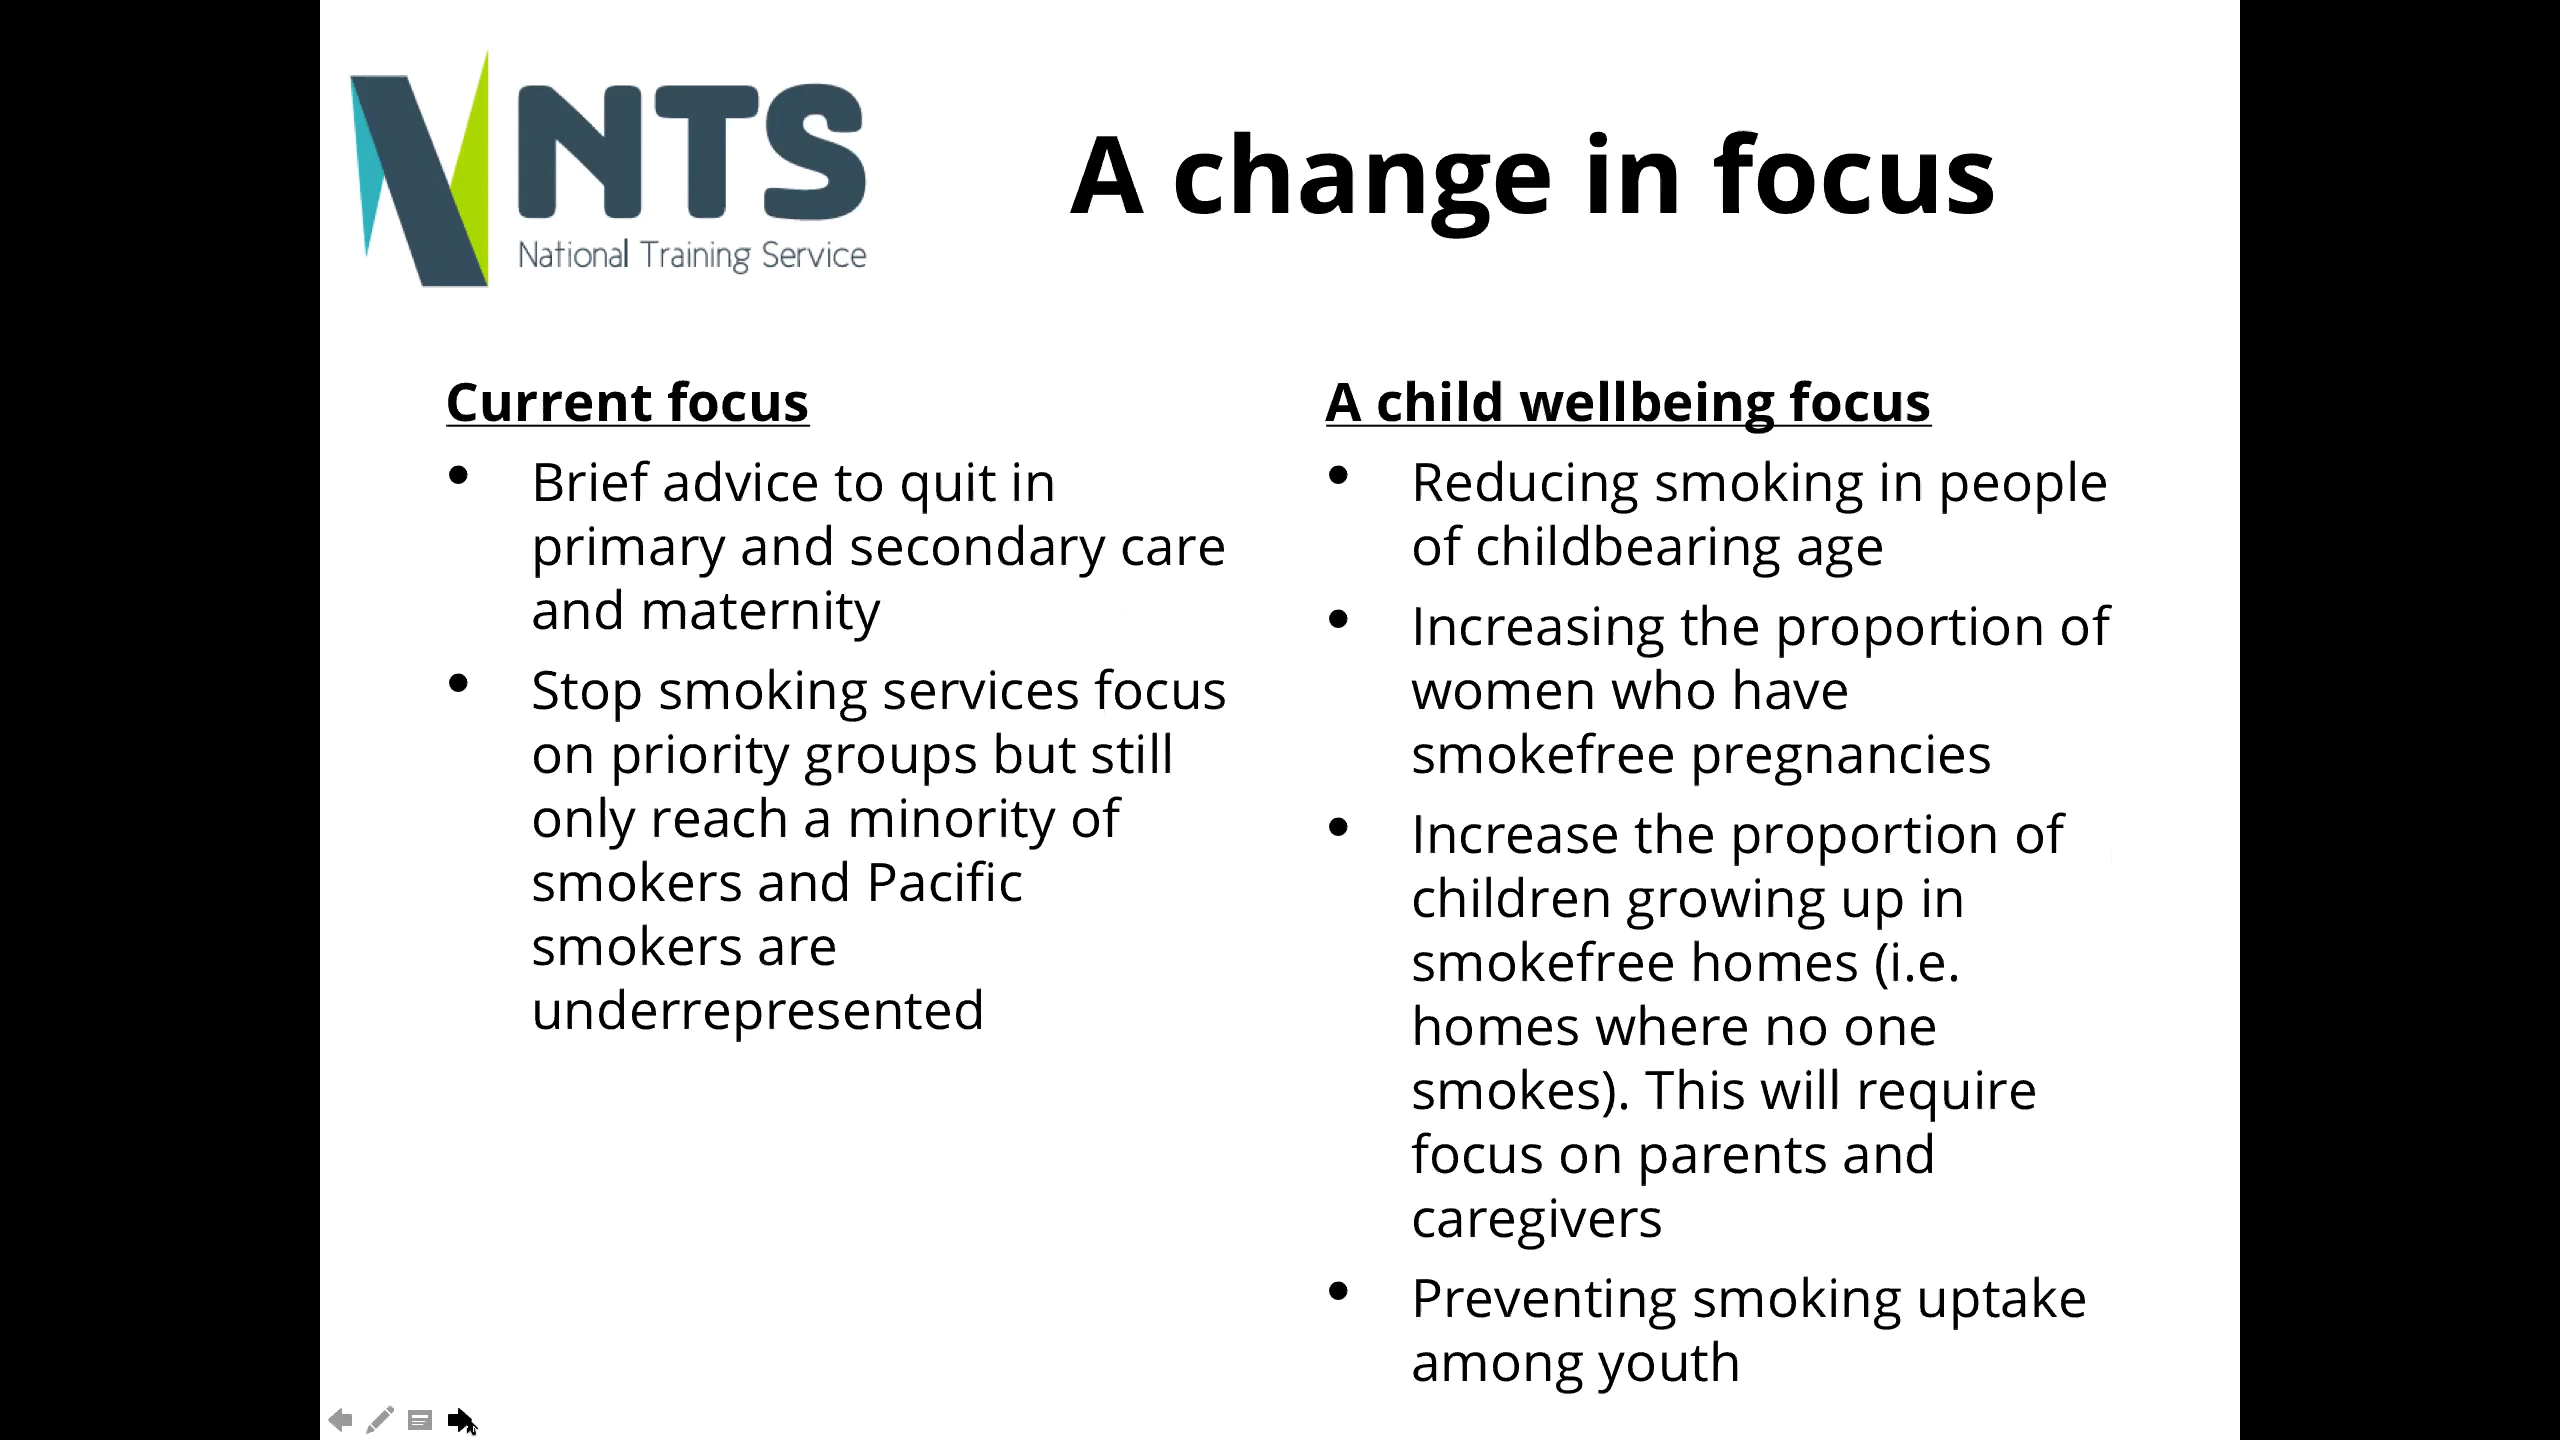 NTS
National Training Service
A change in focus
Current focus
• Brief advice to quit in
primary and secondary care
and maternity
• Stop smoking services focus
on priority groups but still
only reach a minority of
smokers and Pacific
smokers are
underrepresented
A child wellbeing focus
• Reducing smoking in people
of childbearing age
• Increasing the proportion of
women who have
smokefree pregnancies
• Increase the proportion of
children growing up in
smokefree homes (i.e.
homes where no one
smokes). This will require
focus on parents and
caregivers
• Preventing smoking uptake
among youth